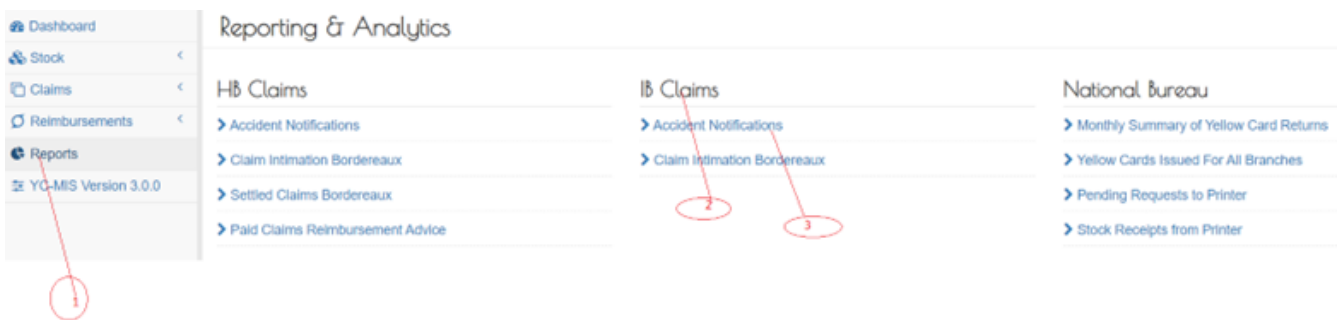 Dashboard
Stock
Claims
Reimbursements
Reports
YC-MIS Version 3.0.0
Reporting & Analytics
HB Claims
Accident Notifications
Claim Intimation Bordereaux
Settled Claims Bordereaux
Paid Claims Reimbursement Advice
IB Claims
Accident Notifications
Claim Intimation Bordereaux
National Bureau
Monthly Summary of Yellow Card Returns
Yellow Cards Issued For All Branches
Pending Requests to Printer
Stock Receipts from Printer
1
2
3